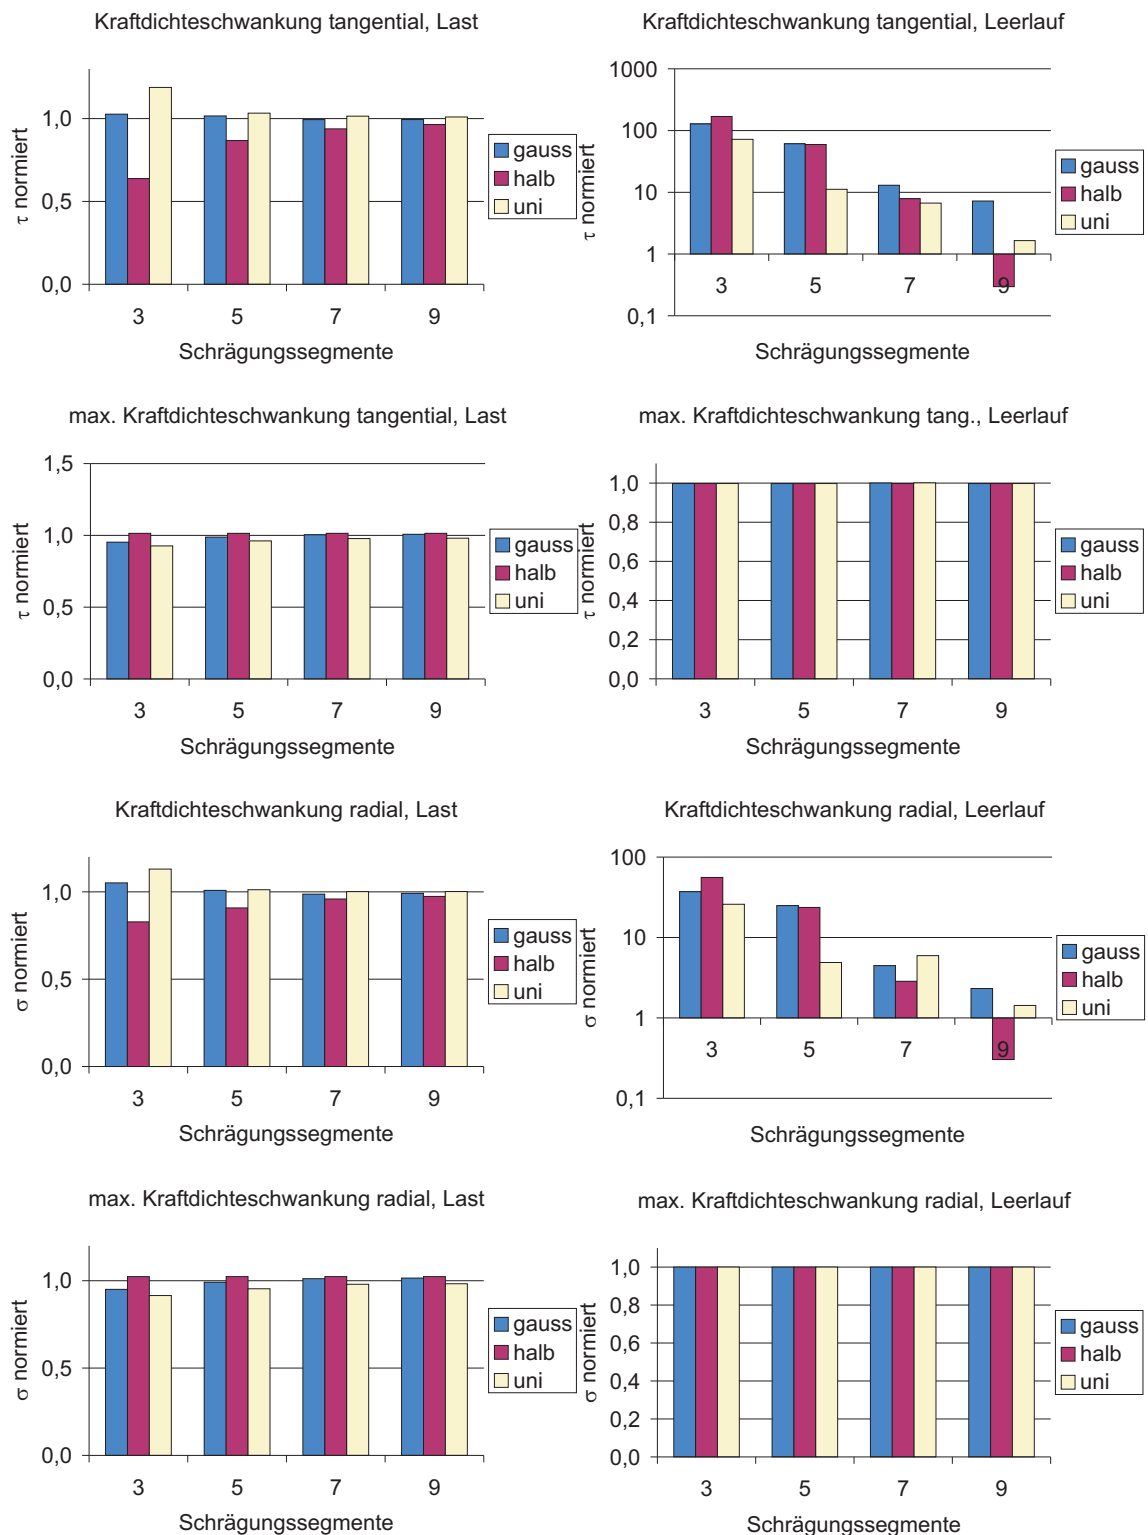 Kraftdichteschwankung tangential, Last
1,0
0,5
0,0
τ normiert
3 5 7 9
Schrägungssegmente
gauss
halb
uni
Kraftdichteschwankung tangential, Leerlauf
1000
100
10
1
0,1
τ normiert
3 5 7 9
Schrägungssegmente
gauss
halb
uni
max. Kraftdichteschwankung tangential, Last
1,5
1,0
0,5
0,0
τ normiert
3 5 7 9
Schrägungssegmente
gauss
halb
uni
max. Kraftdichteschwankung tang., Leerlauf
1,0
0,8
0,6
0,4
0,2
0,0
τ normiert
3 5 7 9
Schrägungssegmente
gauss
halb
uni
Kraftdichteschwankung radial, Last
1,0
0,5
0,0
σ normiert
3 5 7 9
Schrägungssegmente
gauss
halb
uni
Kraftdichteschwankung radial, Leerlauf
100
10
1
0,1
σ normiert
3 5 7 9
Schrägungssegmente
gauss
halb
uni
max. Kraftdichteschwankung radial, Last
1,0
0,5
0,0
σ normiert
3 5 7 9
Schrägungssegmente
gauss
halb
uni
max. Kraftdichteschwankung radial, Leerlauf
1,0
0,8
0,6
0,4
0,2
0,0
σ normiert
3 5 7 9
Schrägungssegmente
gauss
halb
uni